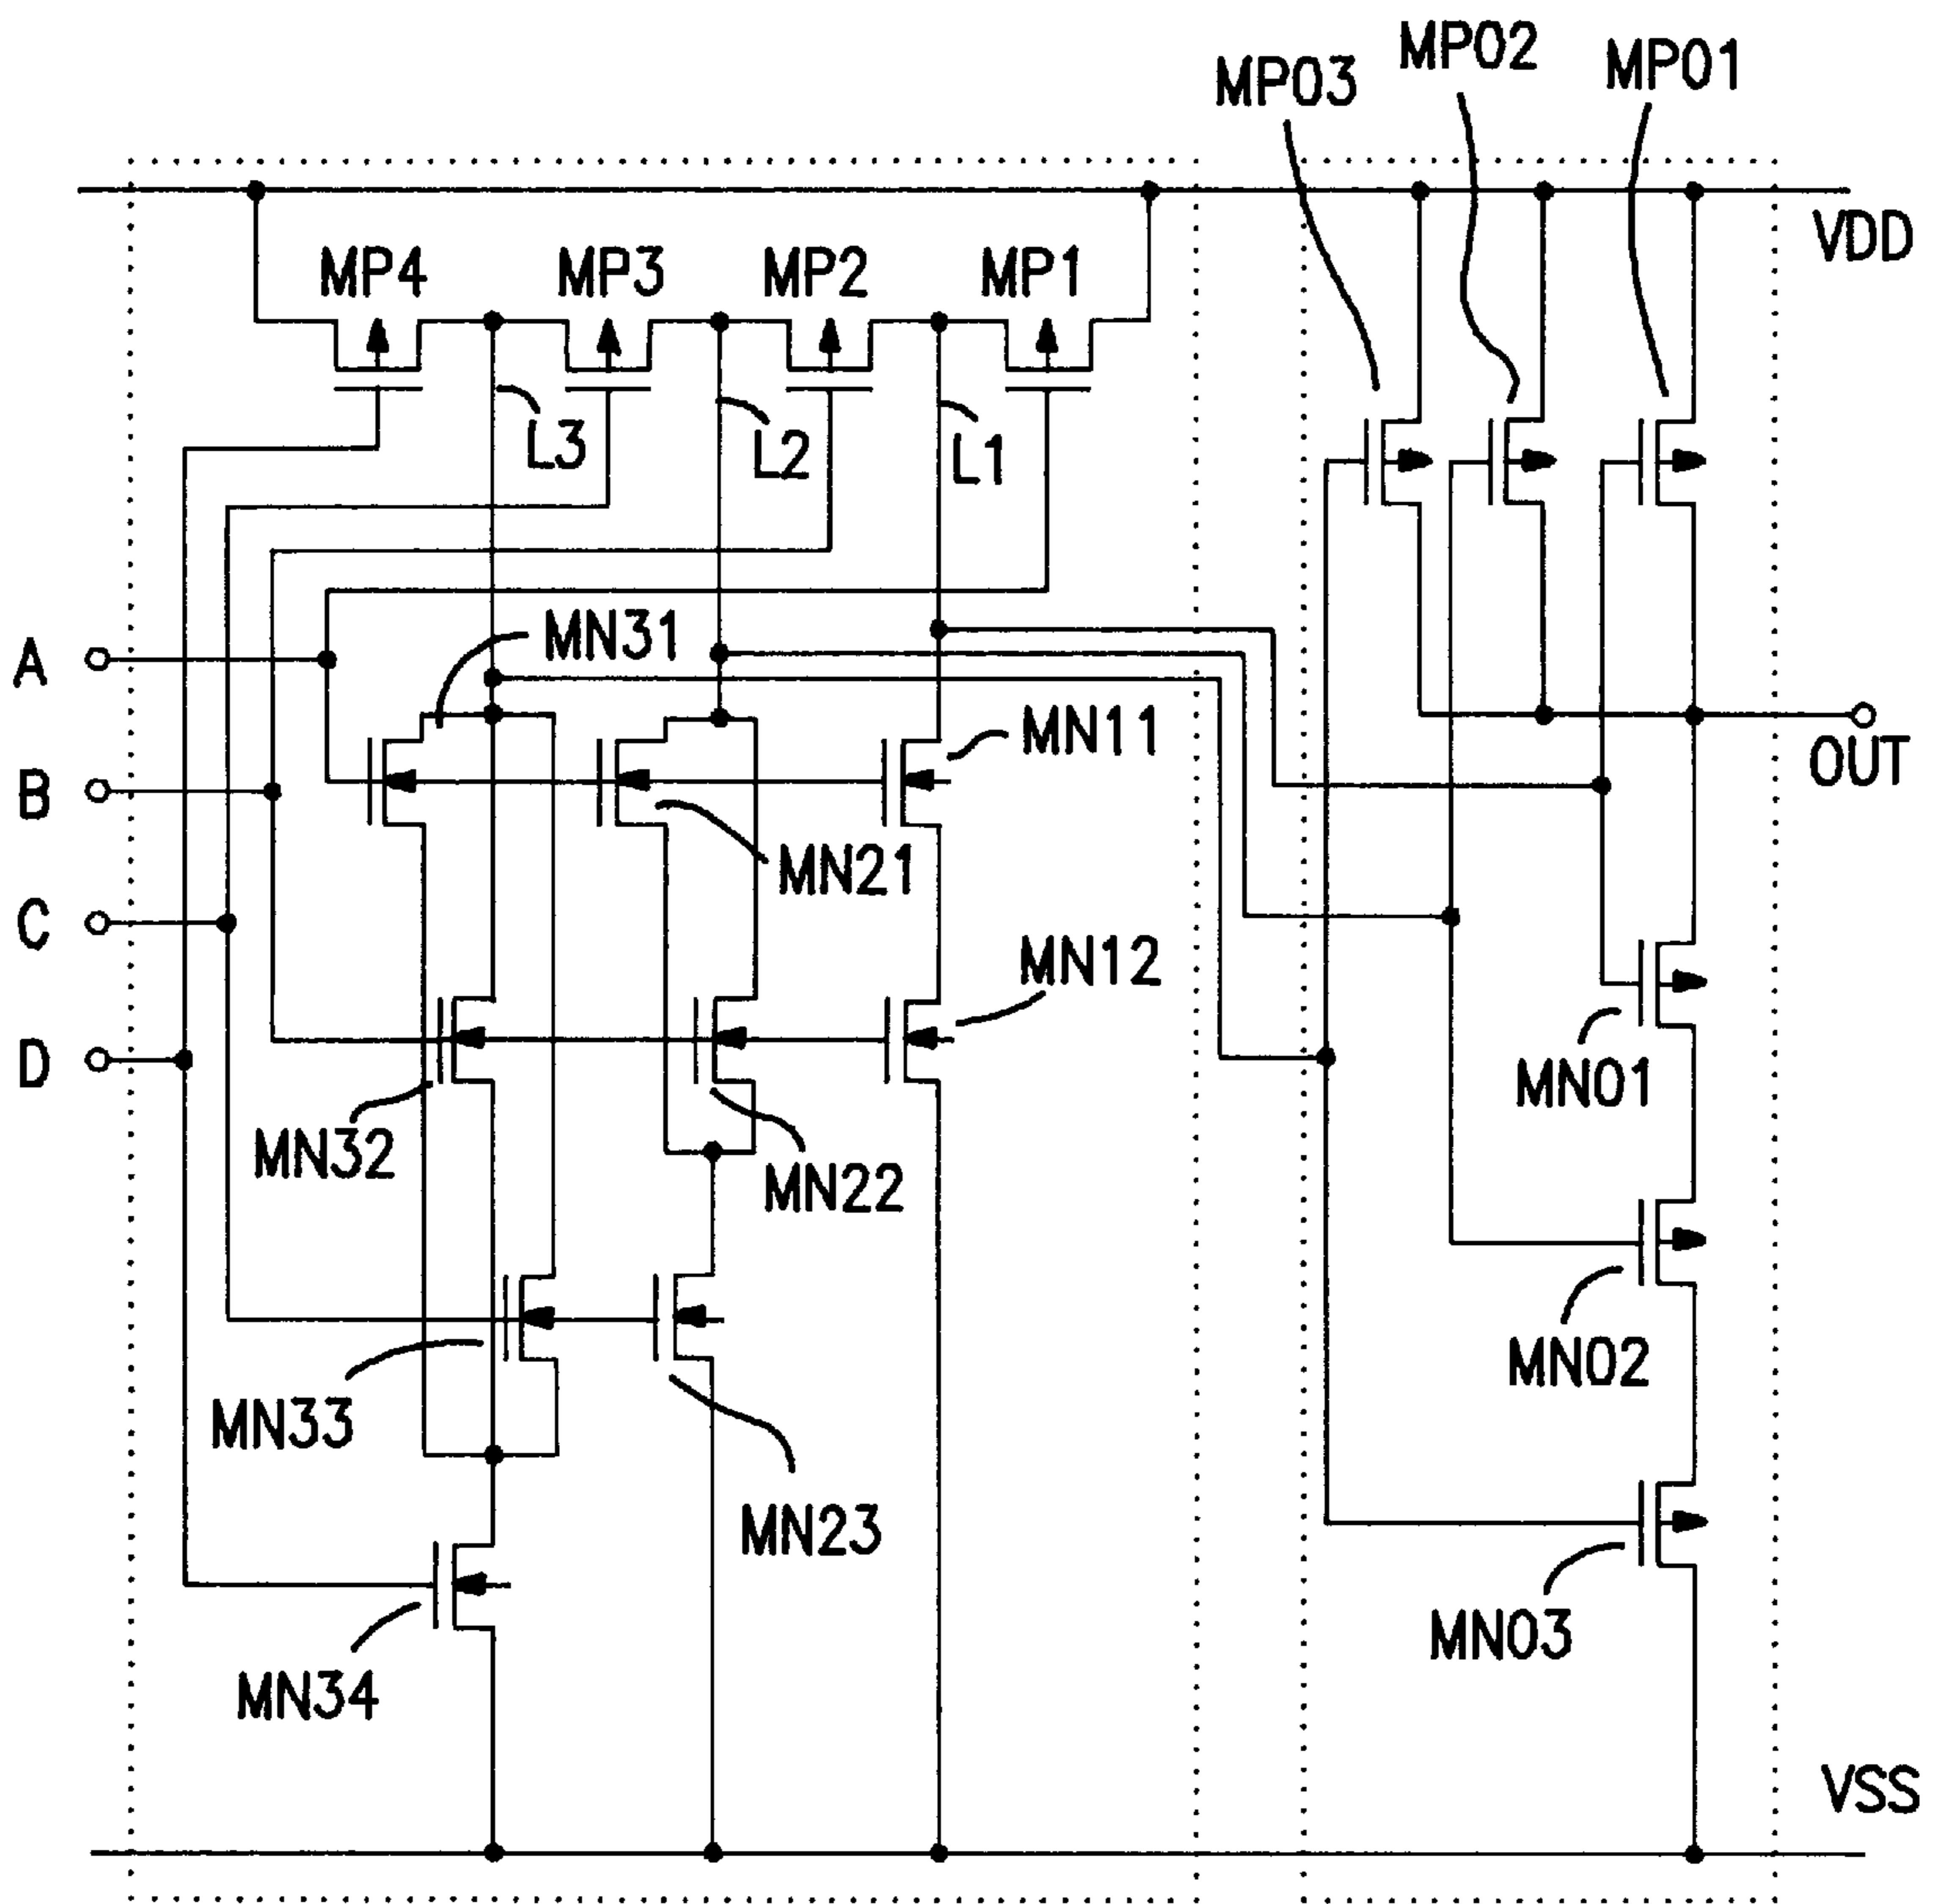 MP03
MP02
MP01
VDD
MP4
MP3
MP2
MP1
L3
L2
L1
MN31
A
MN11
B
OUT
MN21
C
MN12
D
MN01
MN32
MN22
MN02
MN33
MN23
MN03
MN34
VSS